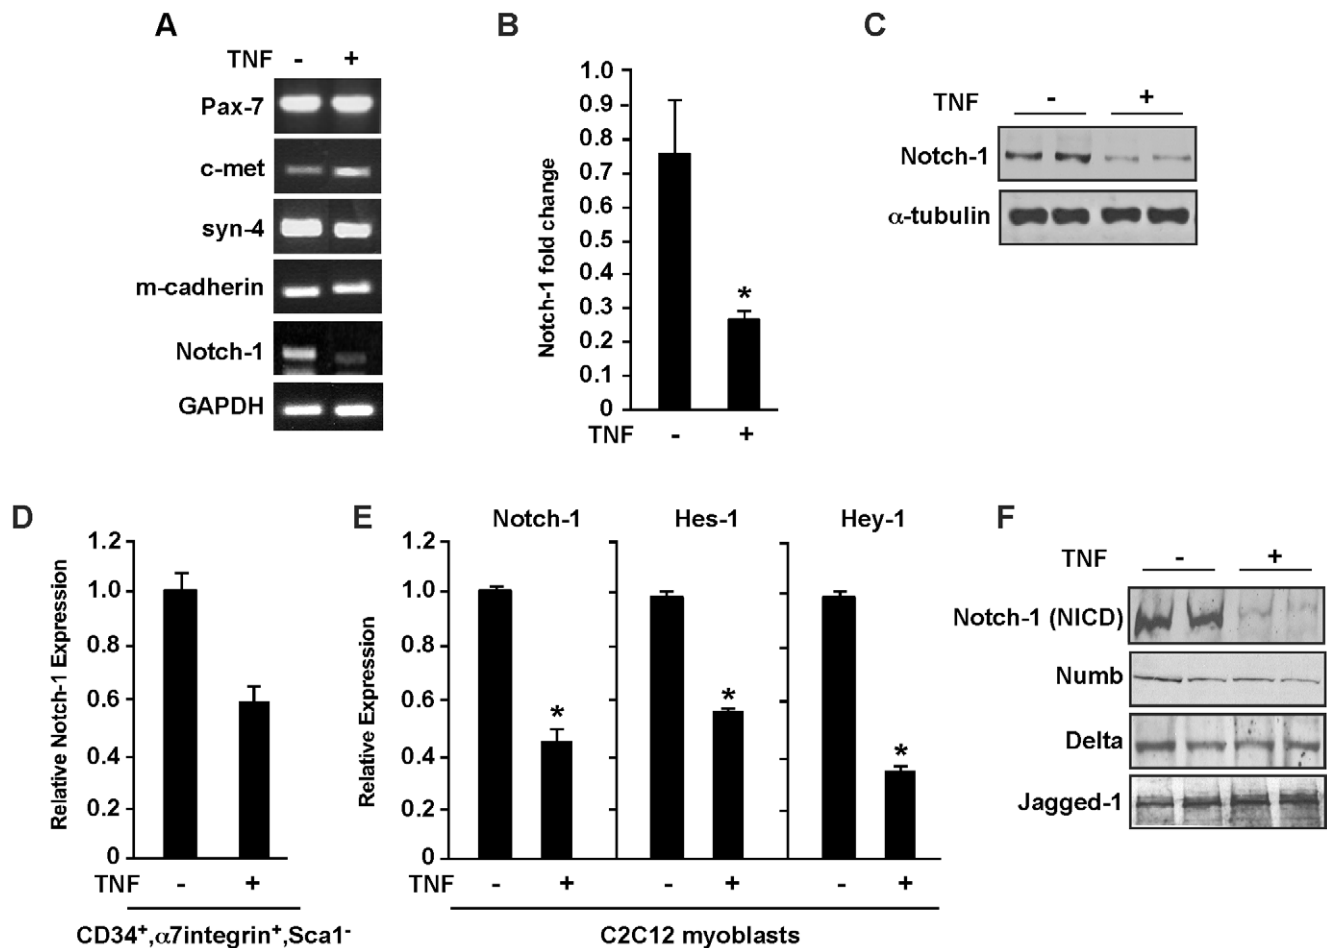 A
TNF - +
Pax-7
c-met
syn-4
m-cadherin
Notch-1
GAPDH
B
Notch-1 fold change
1.0
0.9
0.8
0.7
0.6
0.5
0.4
0.3
0.2
0.1
0
*
TNF - +
C
TNF - +
Notch-1
α-tubulin
D
Relative Notch-1 Expression
1.2
1.0
0.8
0.6
0.4
0.2
0
TNF - +
CD34⁺,α7integrin⁺,Sca1⁻
E
Notch-1 Hes-1 Hey-1
Relative Expression
1.2
1.0
0.8
0.6
0.4
0.2
0
* * *
TNF - + - + - +
C2C12 myoblasts
F
TNF - +
Notch-1 (NICD)
Numb
Delta
Jagged-1